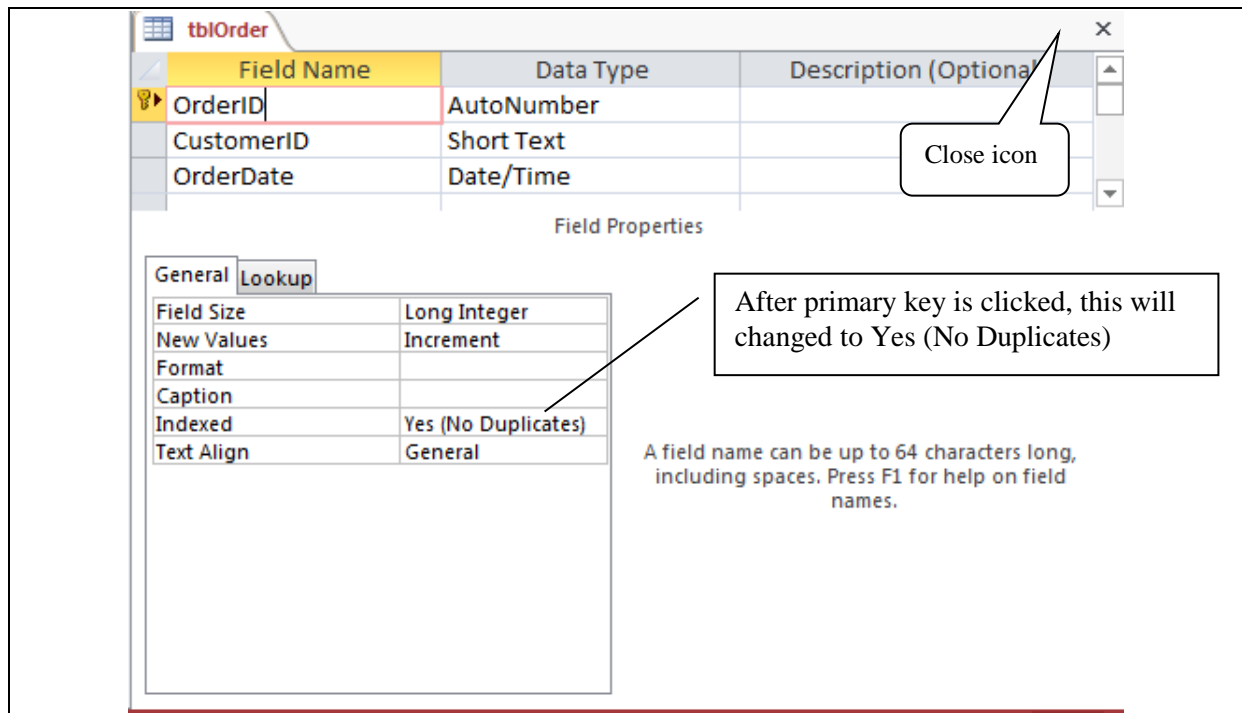 tblOrder
Field Name Data Type Description (Optional
OrderID AutoNumber
CustomerID Short Text
OrderDate Date/Time
Close icon
Field Properties
General Lookup
Field Size Long Integer
New Values Increment
Format
Caption
Indexed Yes (No Duplicates)
Text Align General
After primary key is clicked, this will
changed to Yes (No Duplicates)
A field name can be up to 64 characters long,
including spaces. Press F1 for help on field
names.